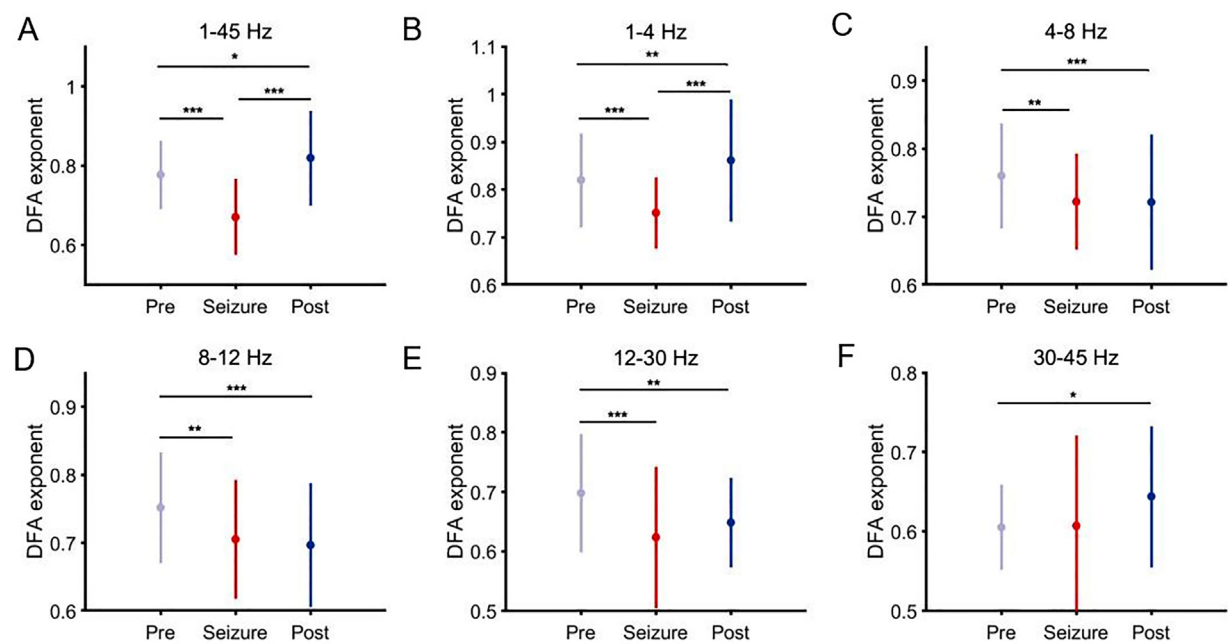 A
1-45 Hz
*
***
***
1
0.8
0.6
DFA exponent
Pre Seizure Post
B
1-4 Hz
**
***
***
1.1
1
0.9
0.8
0.7
0.6
DFA exponent
Pre Seizure Post
C
4-8 Hz
***
**
0.9
0.8
0.7
0.6
DFA exponent
Pre Seizure Post
D
8-12 Hz
***
**
0.9
0.8
0.7
0.6
DFA exponent
Pre Seizure Post
E
12-30 Hz
**
***
0.9
0.8
0.7
0.6
0.5
DFA exponent
Pre Seizure Post
F
30-45 Hz
*
0.8
0.7
0.6
0.5
DFA exponent
Pre Seizure Post